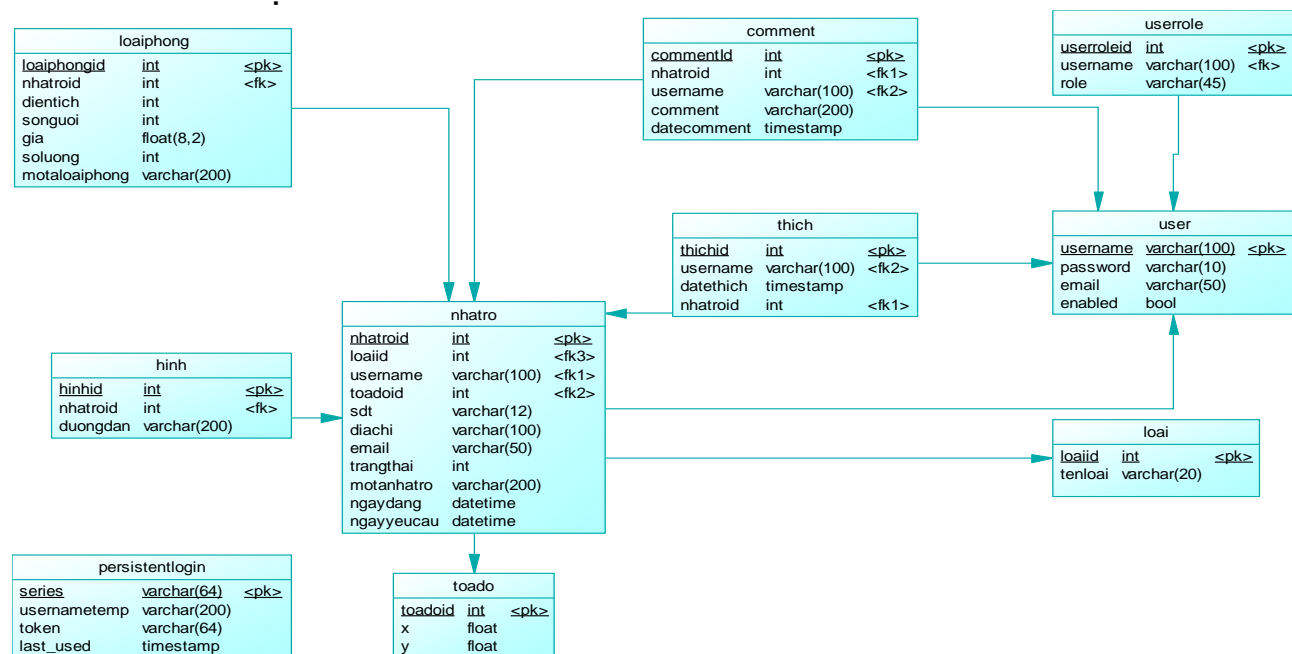 loaiphong
loaiphongid int <pk>
nhatroid int <fk>
dientich int
songuoi int
gia float(8,2)
soluong int
motaloaiphong varchar(200)
comment
commentId int <pk>
nhatroid int <fk1>
username varchar(100) <fk2>
comment varchar(200)
datecomment timestamp
userrole
userroleid int <pk>
username varchar(100) <fk>
role varchar(45)
thich
thichid int <pk>
username varchar(100) <fk2>
datethich timestamp
nhatroid int <fk1>
user
username varchar(100) <pk>
password varchar(10)
email varchar(50)
enabled bool
nhatro
nhatroid int <pk>
loaiid int <fk3>
username varchar(100) <fk1>
toadoid int <fk2>
sdt varchar(12)
diachi varchar(100)
email varchar(50)
trangthai int
motanhatro varchar(200)
ngaydang datetime
ngayyeucau datetime
hinh
hinhid int <pk>
nhatroid int <fk>
duongdan varchar(200)
loai
loaiid int <pk>
tenloai varchar(20)
persistentlogin
series varchar(64) <pk>
usernametemp varchar(200)
token varchar(64)
last_used timestamp
toado
toadoid int <pk>
x float
y float